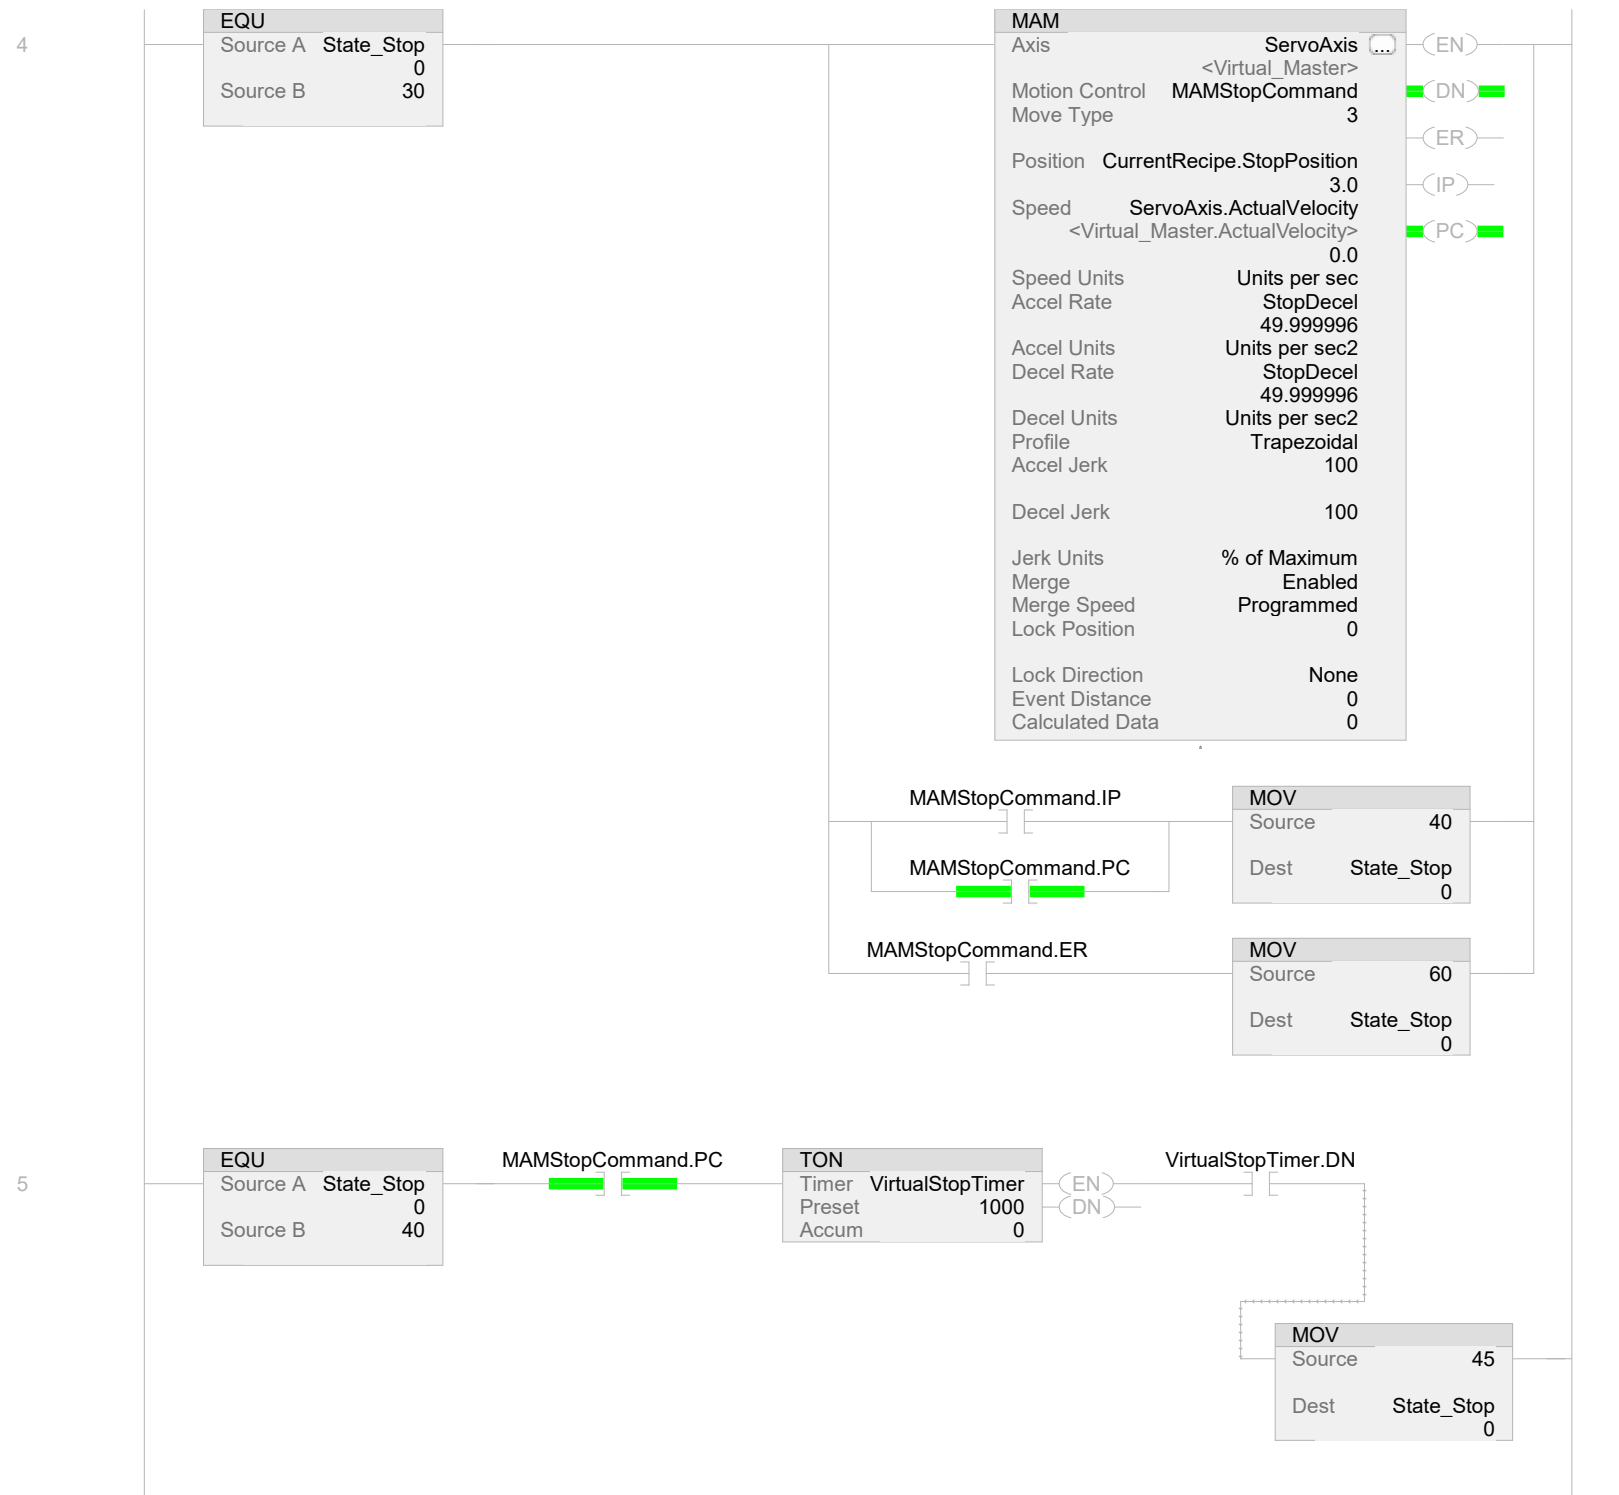 4
EQU
Source A State_Stop
0
Source B 30
MAM
Axis ServoAxis ...
<Virtual_Master>
Motion Control MAMStopCommand
Move Type 3
Position CurrentRecipe.StopPosition
3.0
Speed ServoAxis.ActualVelocity
<Virtual_Master.ActualVelocity>
0.0
Speed Units Units per sec
Accel Rate StopDecel
49.999996
Accel Units Units per sec2
Decel Rate StopDecel
49.999996
Decel Units Units per sec2
Profile Trapezoidal
Accel Jerk 100
Decel Jerk 100
Jerk Units % of Maximum
Merge Enabled
Merge Speed Programmed
Lock Position 0
Lock Direction None
Event Distance 0
Calculated Data 0
EN
DN
ER
IP
PC
MAMStopCommand.IP
MAMStopCommand.PC
MOV
Source 40
Dest State_Stop
0
MAMStopCommand.ER
MOV
Source 60
Dest State_Stop
0
5
EQU
Source A State_Stop
0
Source B 40
MAMStopCommand.PC
TON
Timer VirtualStopTimer
Preset 1000
Accum 0
EN
DN
VirtualStopTimer.DN
MOV
Source 45
Dest State_Stop
0